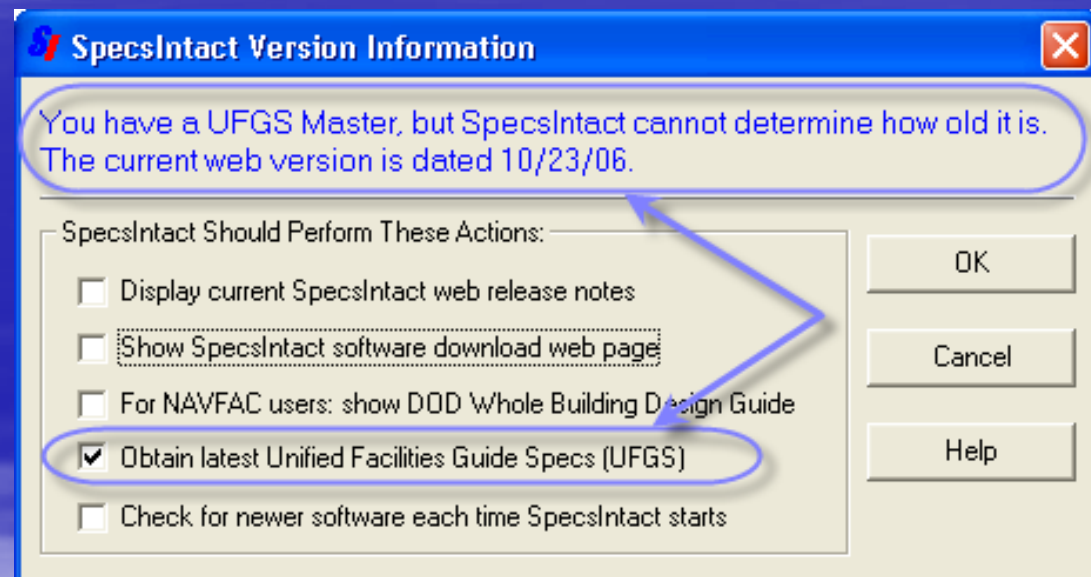 SI SpecsIntact Version Information
You have a UFGS Master, but SpecsIntact cannot determine how old it is.
The current web version is dated 10/23/06.
SpecsIntact Should Perform These Actions:
Display current SpecsIntact web release notes
Show SpecsIntact software download web page
For NAVFAC users: show DOD Whole Building Design Guide
Obtain latest Unified Facilities Guide Specs (UFGS)
Check for newer software each time SpecsIntact starts
OK
Cancel
Help